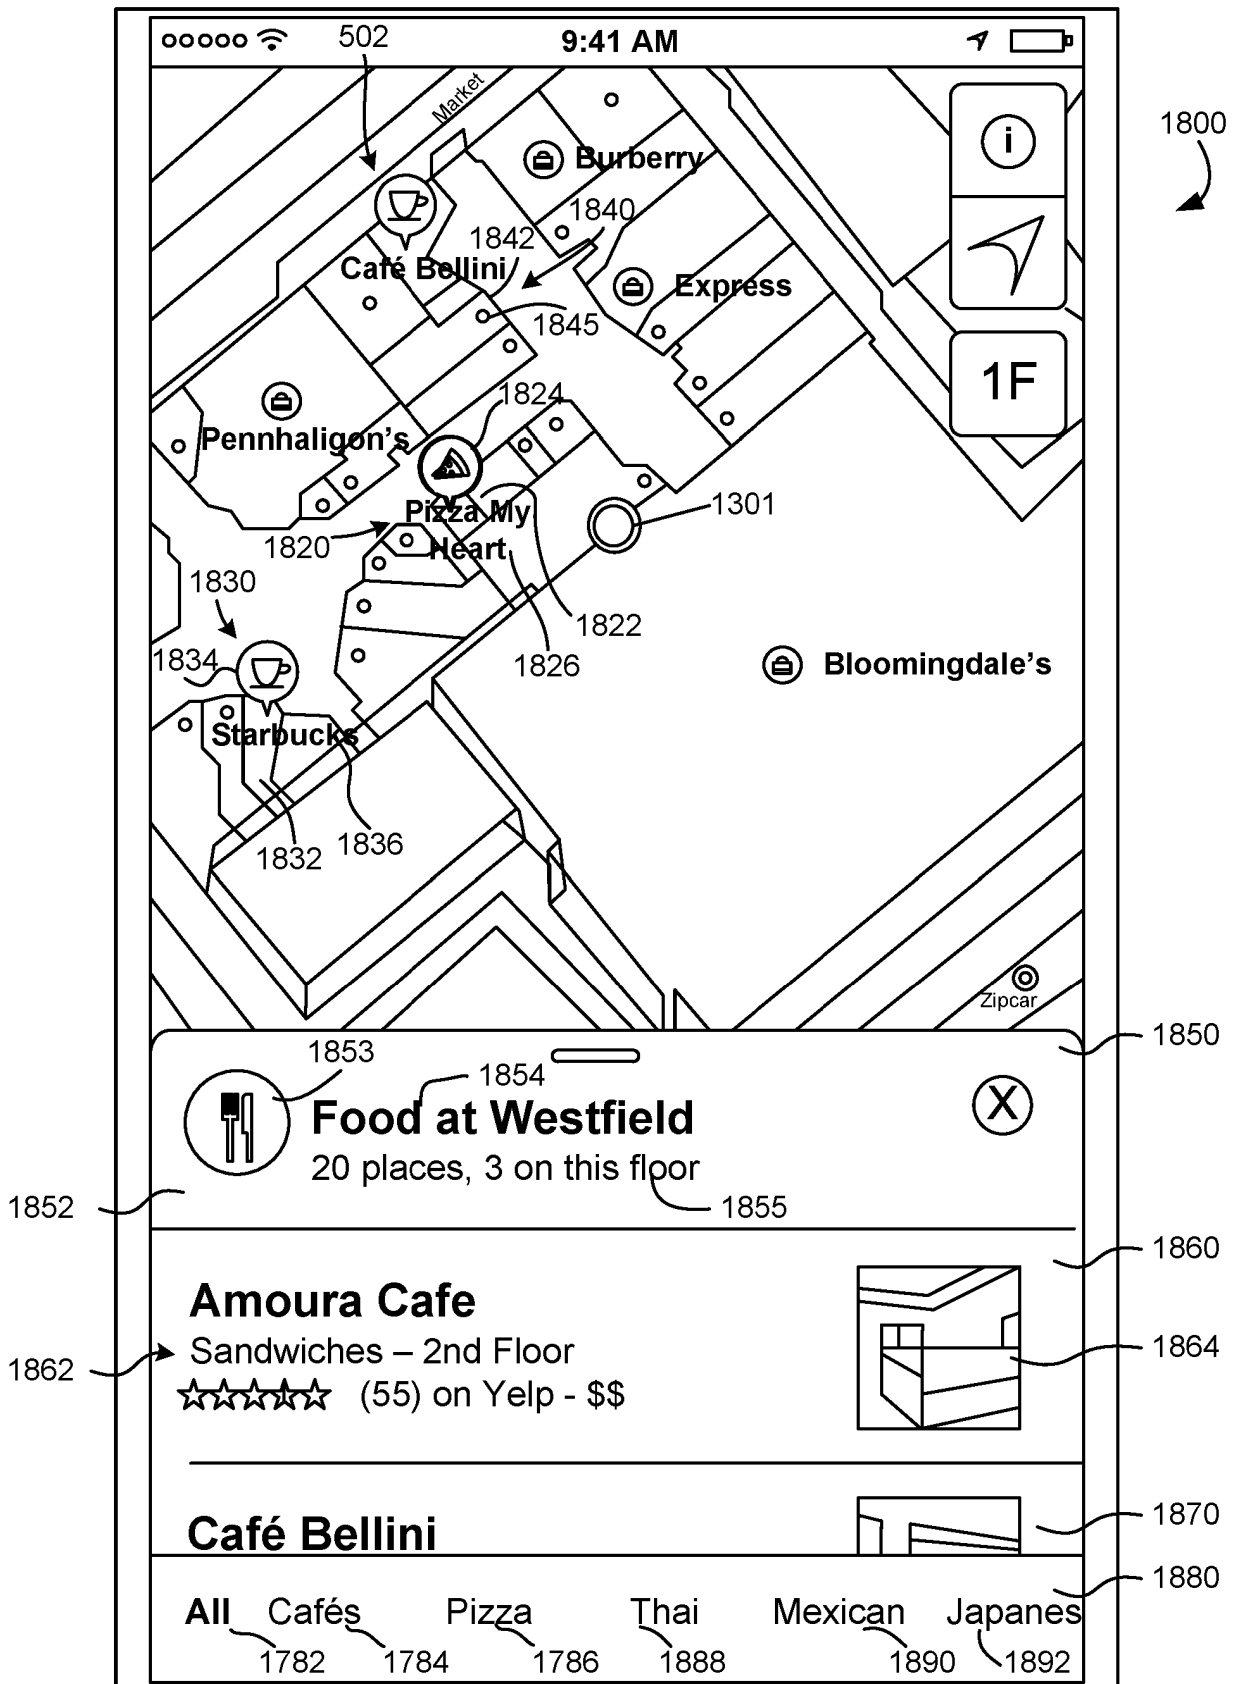 502
9:41 AM
Market
i
1800
Burberry
1840
1842
Café Bellini
Express
1845
1F
1824
Pennhaligon's
Pizza My
Heart
1301
1820
1830
1822
1834
1826
Bloomingdale's
Starbucks
1832
1836
Zipcar
1850
1853
1854
Food at Westfield
X
20 places, 3 on this floor
1852
1855
1860
Amoura Cafe
Sandwiches – 2nd Floor
1862
1864
(55) on Yelp - $$
Café Bellini
1870
1880
All Cafés Pizza Thai Mexican Japanes
1782 1784 1786 1888 1890 1892